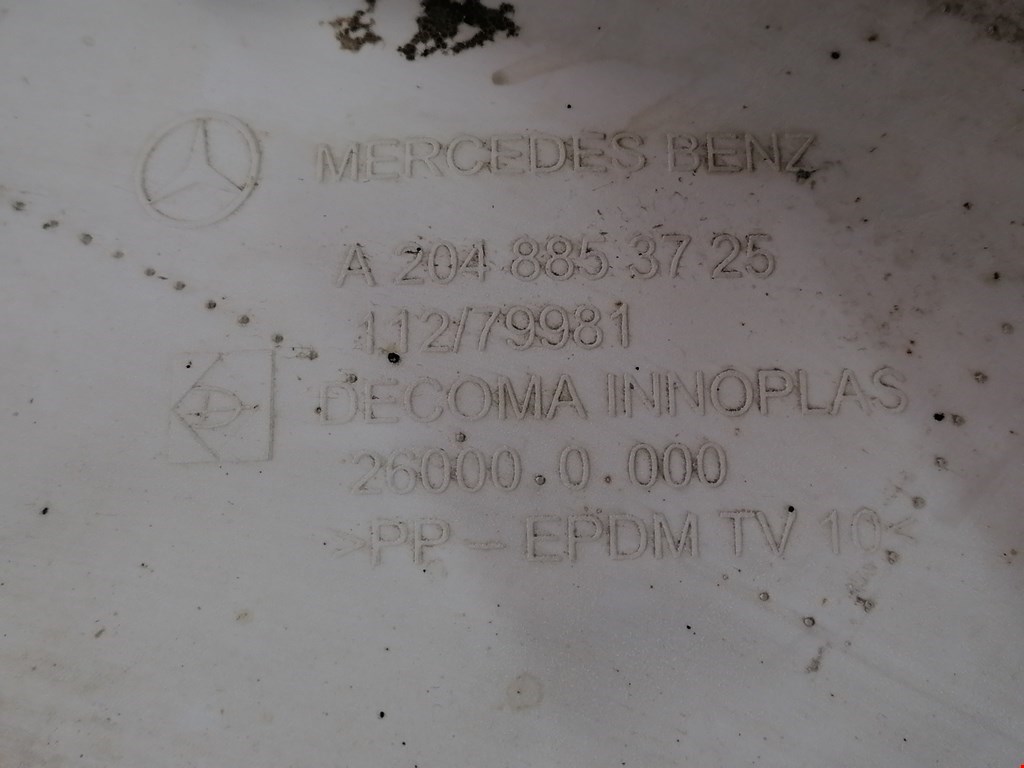 MERCEDES BENZ
A 204 885 37 25
112/79981
DECOMA INNOPLAS
26000.0.000
>PP - EPDM TV 10<